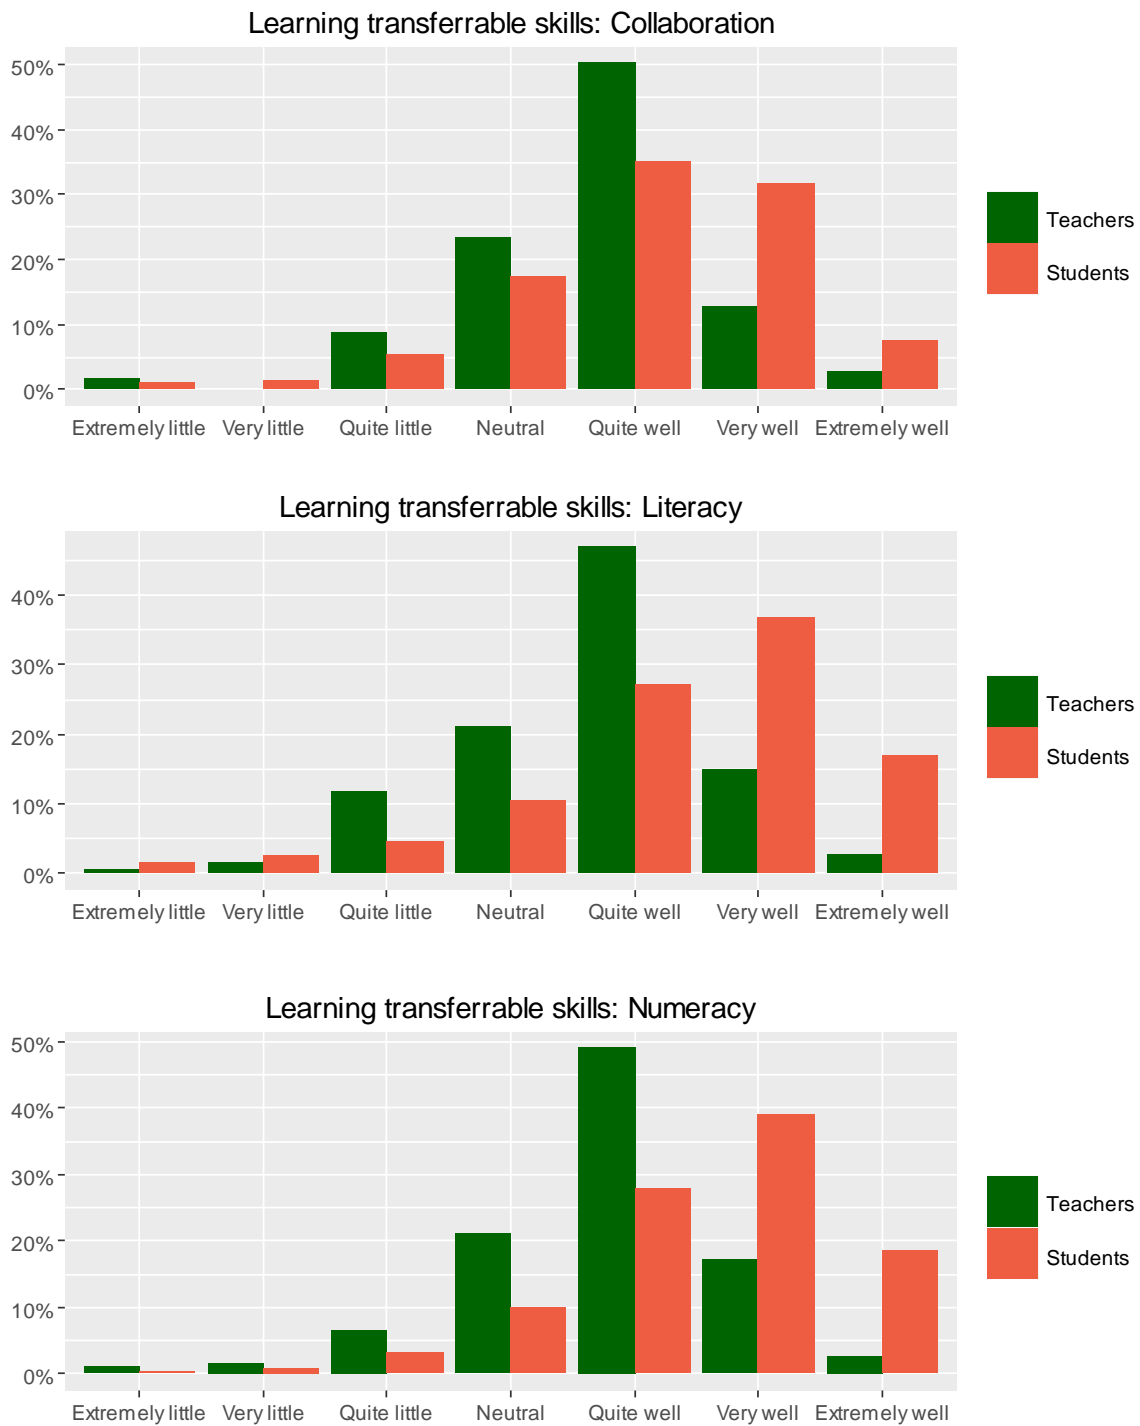 Learning transferrable skills: Collaboration
50%
40%
30%
20%
10%
0%
Extremely little Very little Quite little Neutral Quite well Very well Extremely well
Teachers
Students
Learning transferrable skills: Literacy
40%
30%
20%
10%
0%
Extremely little Very little Quite little Neutral Quite well Very well Extremely well
Teachers
Students
Learning transferrable skills: Numeracy
50%
40%
30%
20%
10%
0%
Extremely little Very little Quite little Neutral Quite well Very well Extremely well
Teachers
Students